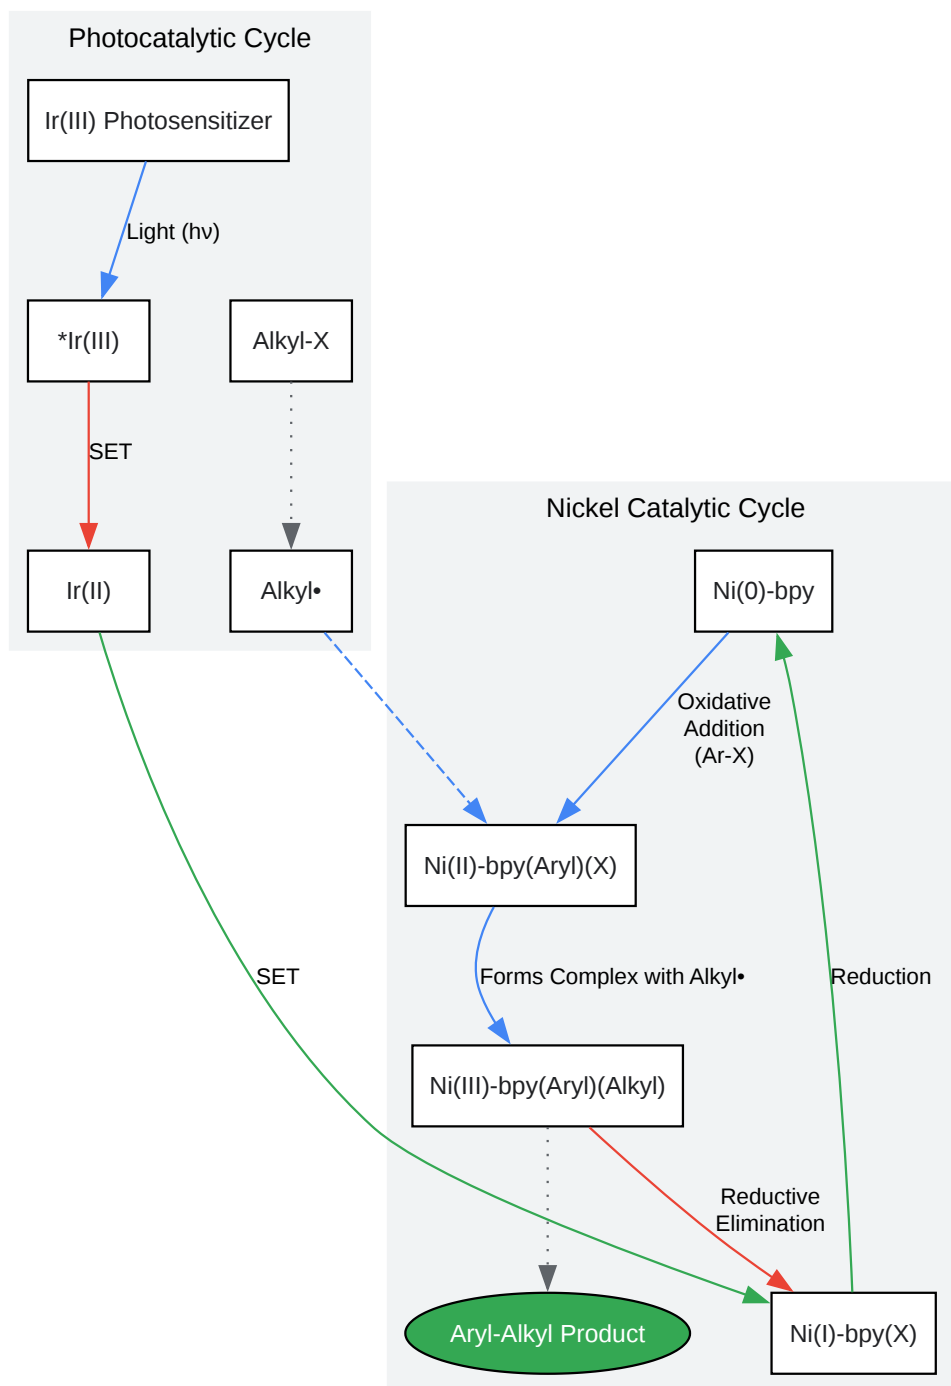 Photocatalytic Cycle
Ir(III) Photosensitizer
Light (hν)
*Ir(III)
Alkyl-X
SET
Ir(II)
Alkyl•
Nickel Catalytic Cycle
Ni(0)-bpy
Oxidative
Addition
(Ar-X)
Ni(II)-bpy(Aryl)(X)
SET
Forms Complex with Alkyl•
Reduction
Ni(III)-bpy(Aryl)(Alkyl)
Reductive
Elimination
Aryl-Alkyl Product
Ni(I)-bpy(X)